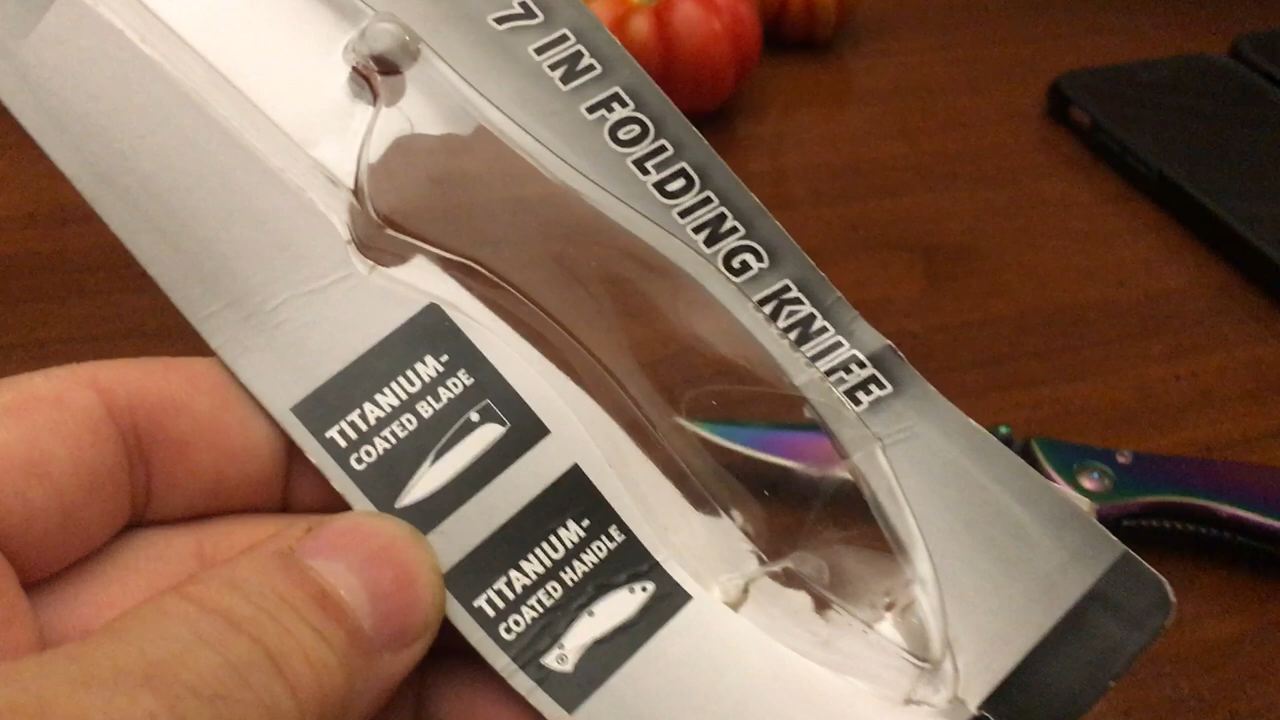 7 IN FOLDING KNIFE
TITANIUM-
COATED BLADE
TITANIUM-
COATED HANDLE